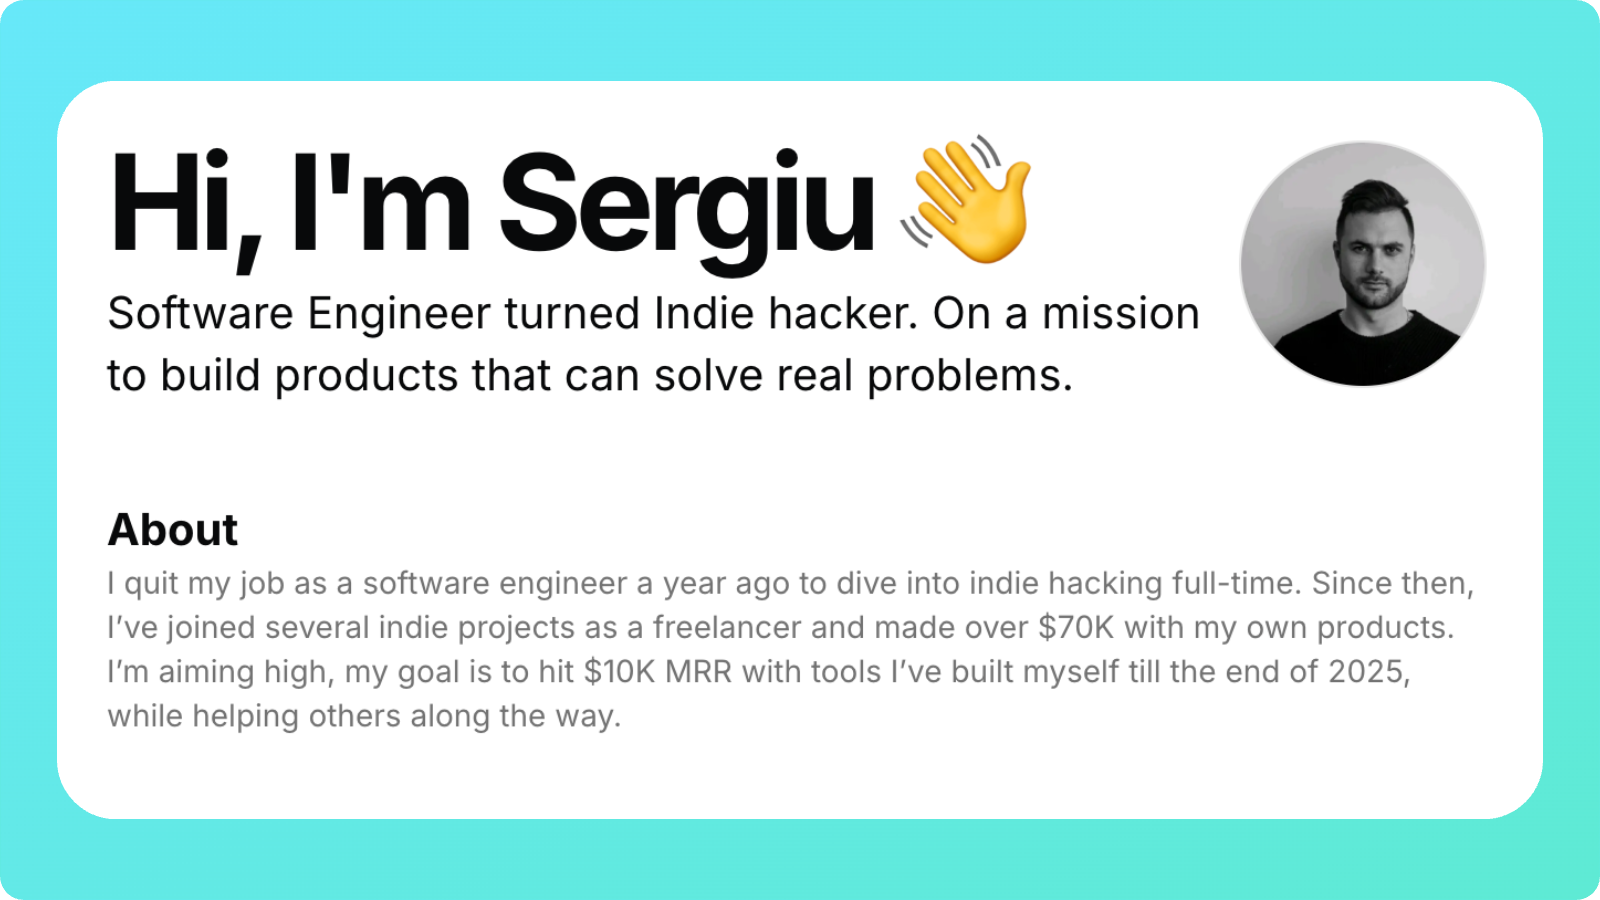 Hi, I'm Sergiu 👋
Software Engineer turned Indie hacker. On a mission
to build products that can solve real problems.
About
I quit my job as a software engineer a year ago to dive into indie hacking full-time. Since then,
I’ve joined several indie projects as a freelancer and made over $70K with my own products.
I’m aiming high, my goal is to hit $10K MRR with tools I’ve built myself till the end of 2025,
while helping others along the way.